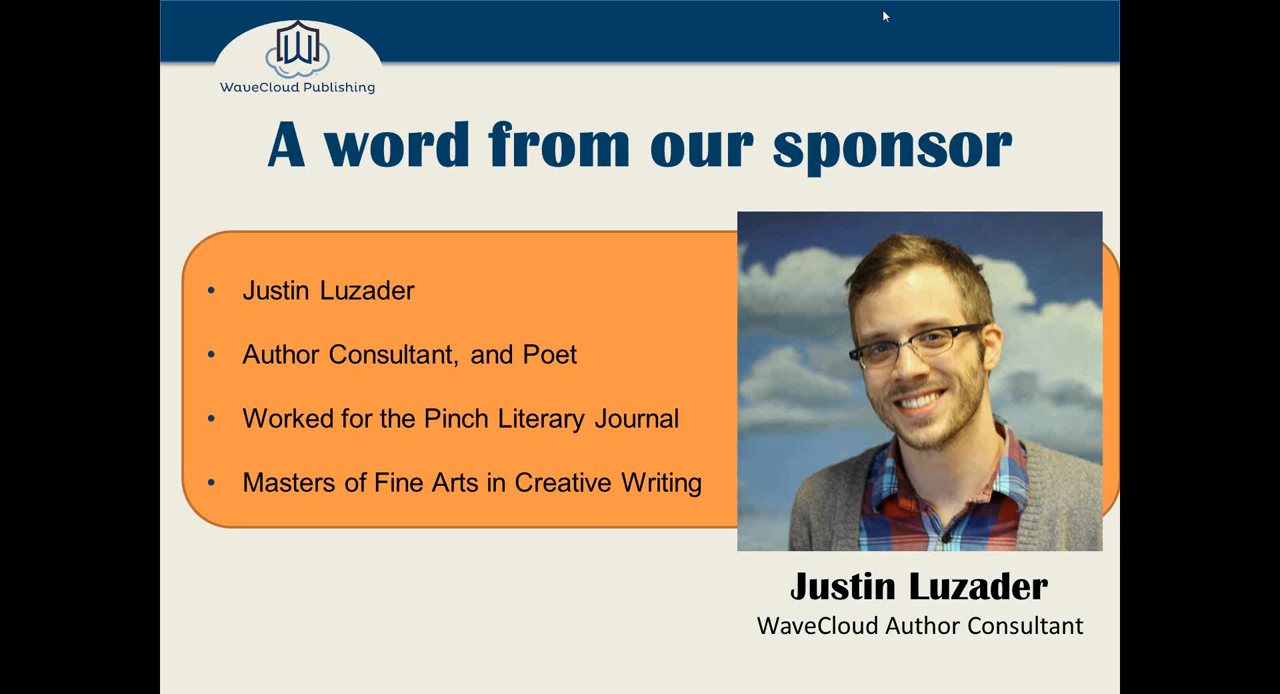 WaveCloud Publishing
A word from our sponsor
• Justin Luzader
• Author Consultant, and Poet
• Worked for the Pinch Literary Journal
• Masters of Fine Arts in Creative Writing
Justin Luzader
WaveCloud Author Consultant